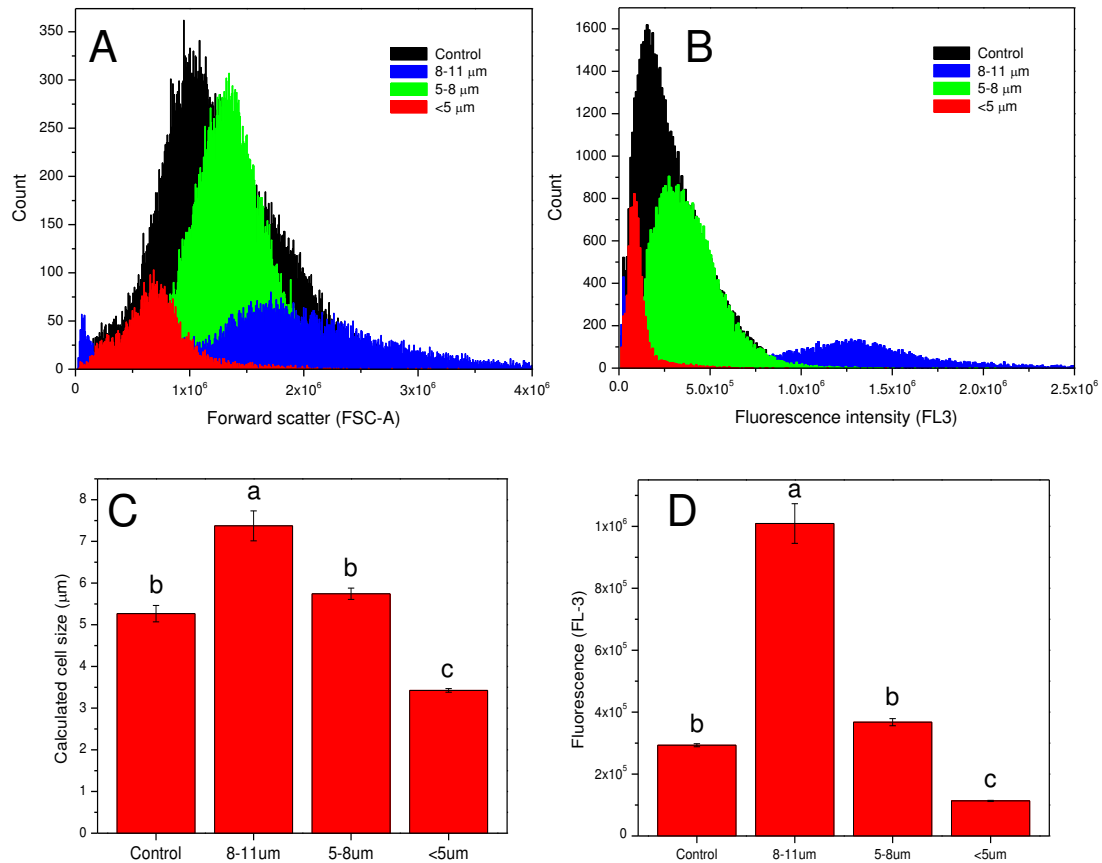 A
Control
8-11 μm
5-8 μm
<5 μm
350
300
250
200
150
100
50
0
Count
0
1x10⁶
2x10⁶
3x10⁶
4x10⁶
Forward scatter (FSC-A)
B
Control
8-11 μm
5-8 μm
<5 μm
1600
1400
1200
1000
800
600
400
200
0
Count
0.0
5.0x10⁵
1.0x10⁶
1.5x10⁶
2.0x10⁶
2.5x10⁶
Fluorescence intensity (FL3)
C
8
7
6
5
4
3
2
1
0
Calculated cell size (μm)
b
a
b
c
Control
8-11um
5-8um
<5um
D
1x10⁶
8x10⁵
6x10⁵
4x10⁵
2x10⁵
0
Fluorescence (FL-3)
b
a
b
c
Control
8-11um
5-8um
<5um